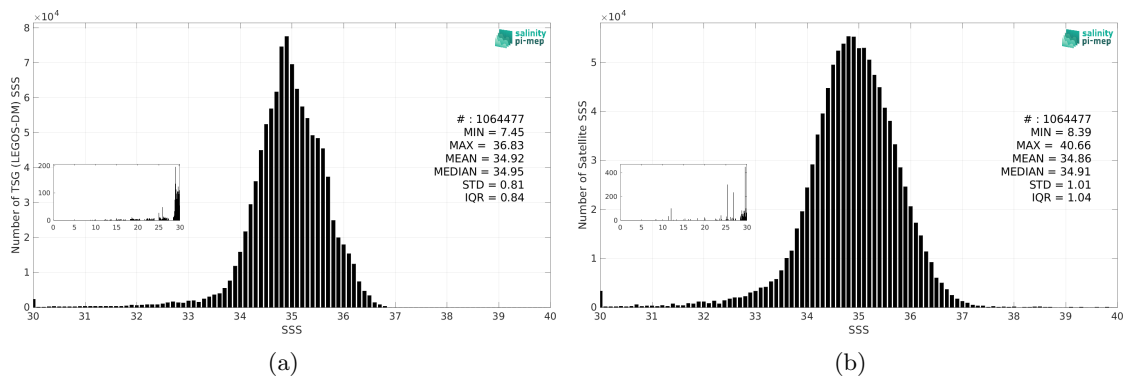 ×10⁴
8
7
6
5
4
3
2
1
0
Number of TSG (LEGOS-DM) SSS
salinity
pi-mep
# : 1064477
MIN = 7.45
MAX = 36.83
MEAN = 34.92
MEDIAN = 34.95
STD = 0.81
IQR = 0.84
200
100
0
0 5 10 15 20 25 30
30 31 32 33 34 35 36 37 38 39 40
SSS
(a)
×10⁴
5
4
3
2
1
0
Number of Satellite SSS
salinity
pi-mep
# : 1064477
MIN = 8.39
MAX = 40.66
MEAN = 34.86
MEDIAN = 34.91
STD = 1.01
IQR = 1.04
400
200
0
0 5 10 15 20 25 30
30 31 32 33 34 35 36 37 38 39 40
SSS
(b)